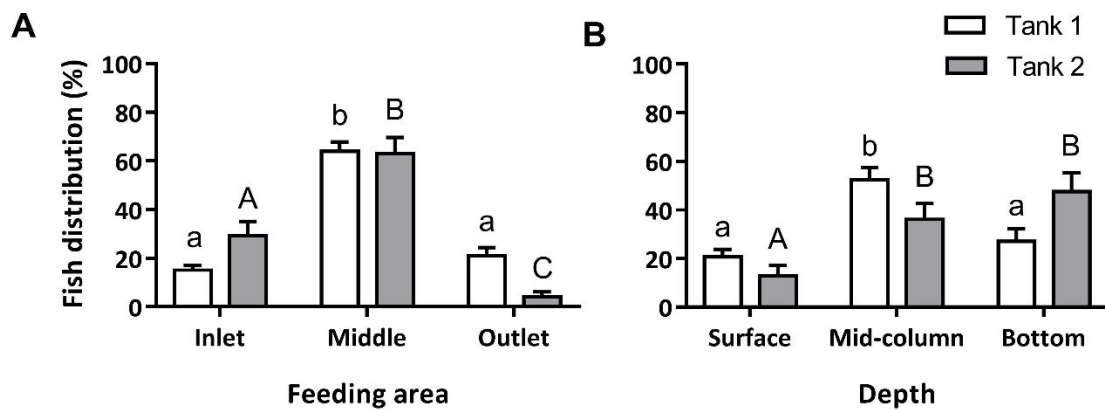 A
Fish distribution (%)
100
80
60
40
20
0
a
A
b
B
a
C
Inlet
Middle
Outlet
Feeding area
B
Tank 1
Tank 2
100
80
60
40
20
0
a
A
b
B
a
B
Surface
Mid-column
Bottom
Depth